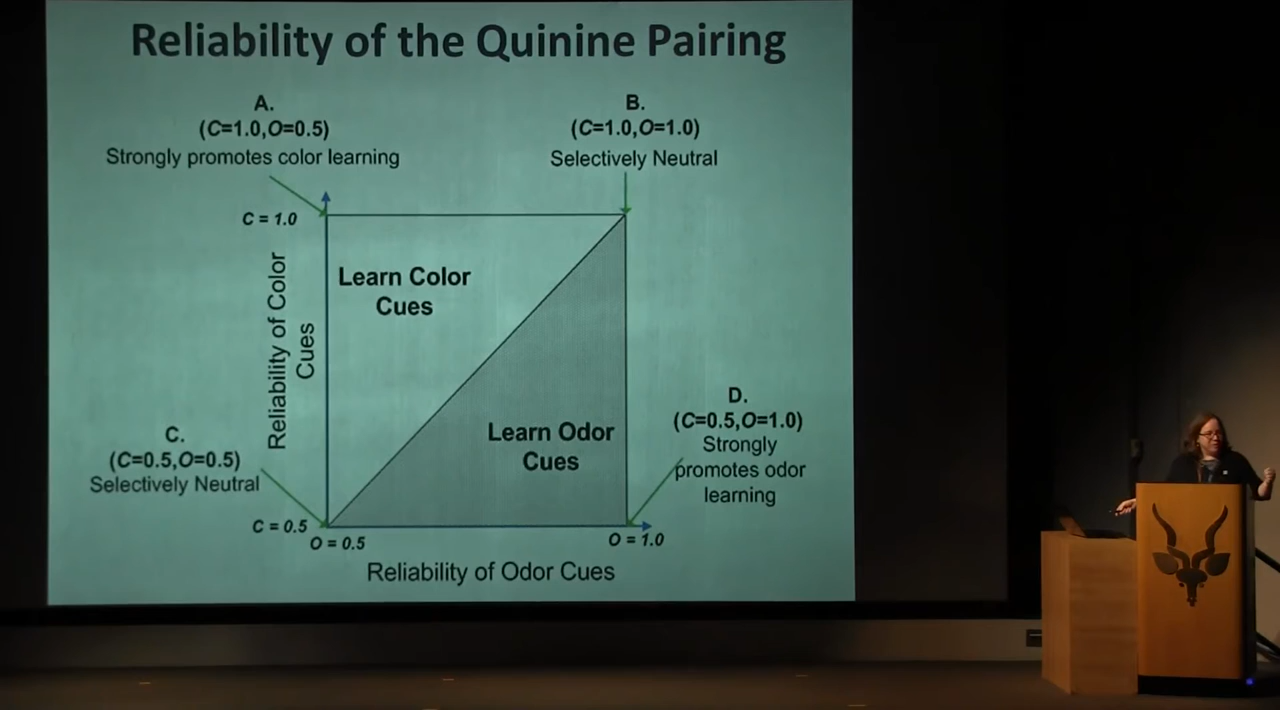 Reliability of the Quinine Pairing
A.
(C=1.0,O=0.5)
Strongly promotes color learning
B.
(C=1.0,O=1.0)
Selectively Neutral
C = 1.0
Reliability of Color
Cues
Learn Color
Cues
Learn Odor
Cues
C.
(C=0.5,O=0.5)
Selectively Neutral
D.
(C=0.5,O=1.0)
Strongly
promotes odor
learning
C = 0.5
O = 0.5
O = 1.0
Reliability of Odor Cues